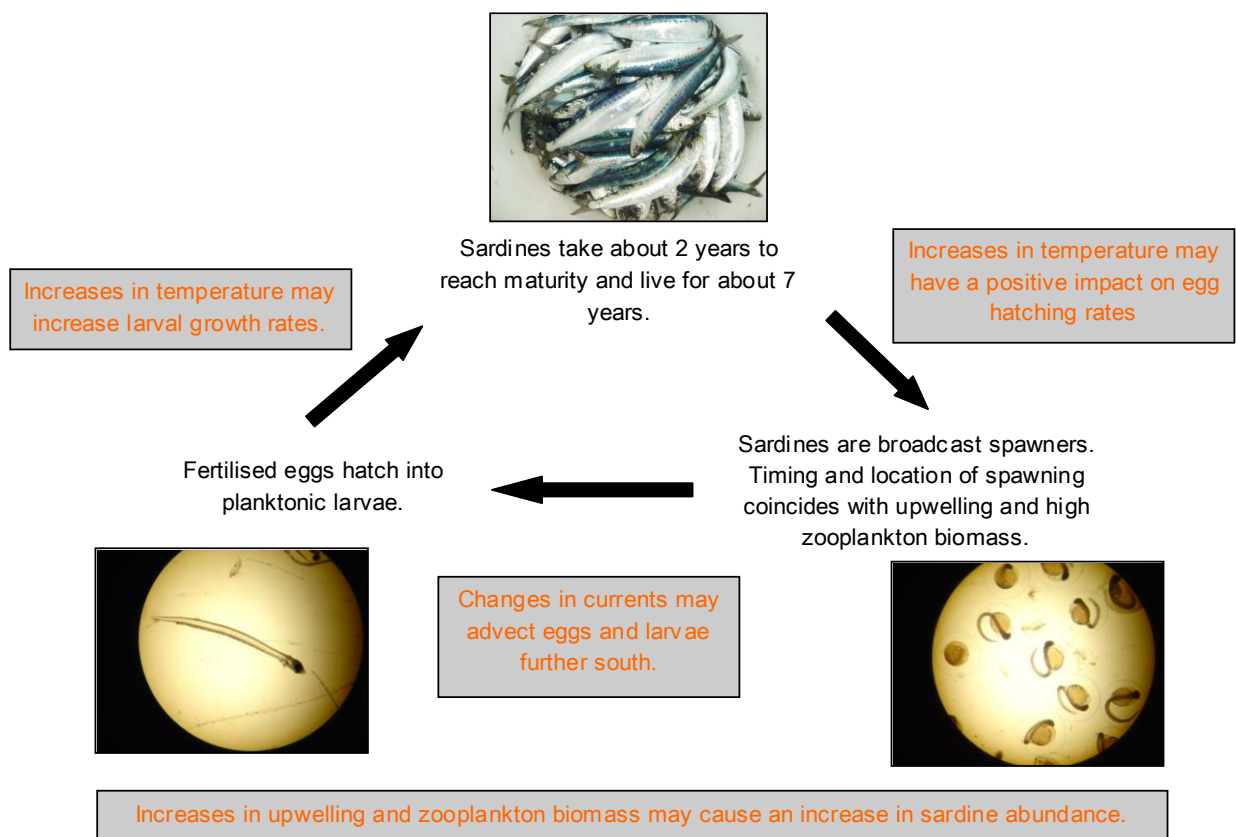 Sardines take about 2 years to
reach maturity and live for about 7
years.
Increases in temperature may
have a positive impact on egg
hatching rates
Increases in temperature may
increase larval growth rates.
Sardines are broadcast spawners.
Timing and location of spawning
coincides with upwelling and high
zooplankton biomass.
Fertilised eggs hatch into
planktonic larvae.
Changes in currents may
advect eggs and larvae
further south.
Increases in upwelling and zooplankton biomass may cause an increase in sardine abundance.